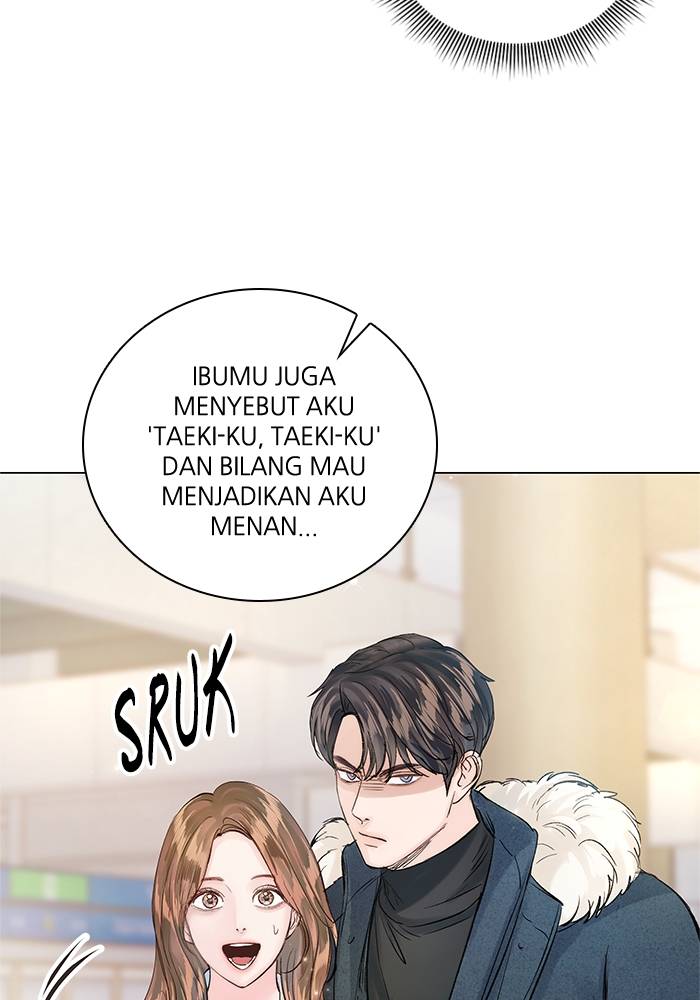 IBUMU JUGA
MENYEBUT AKU
'TAEKI-KU, TAEKI-KU'
DAN BILANG MAU
MENJADIKAN AKU
MENAN...
SRUK